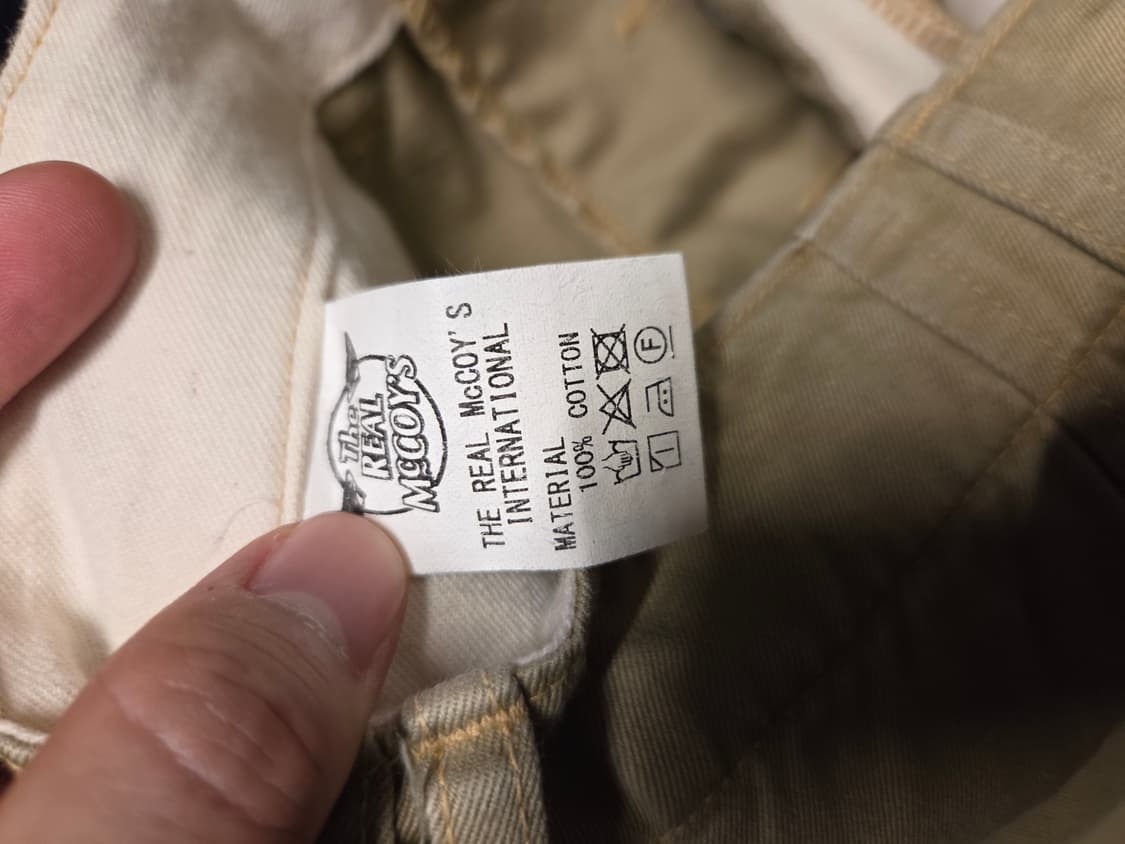 The
REAL
McCOY'S
THE REAL McCOY'S
INTERNATIONAL
MATERIAL
100% COTTON
F